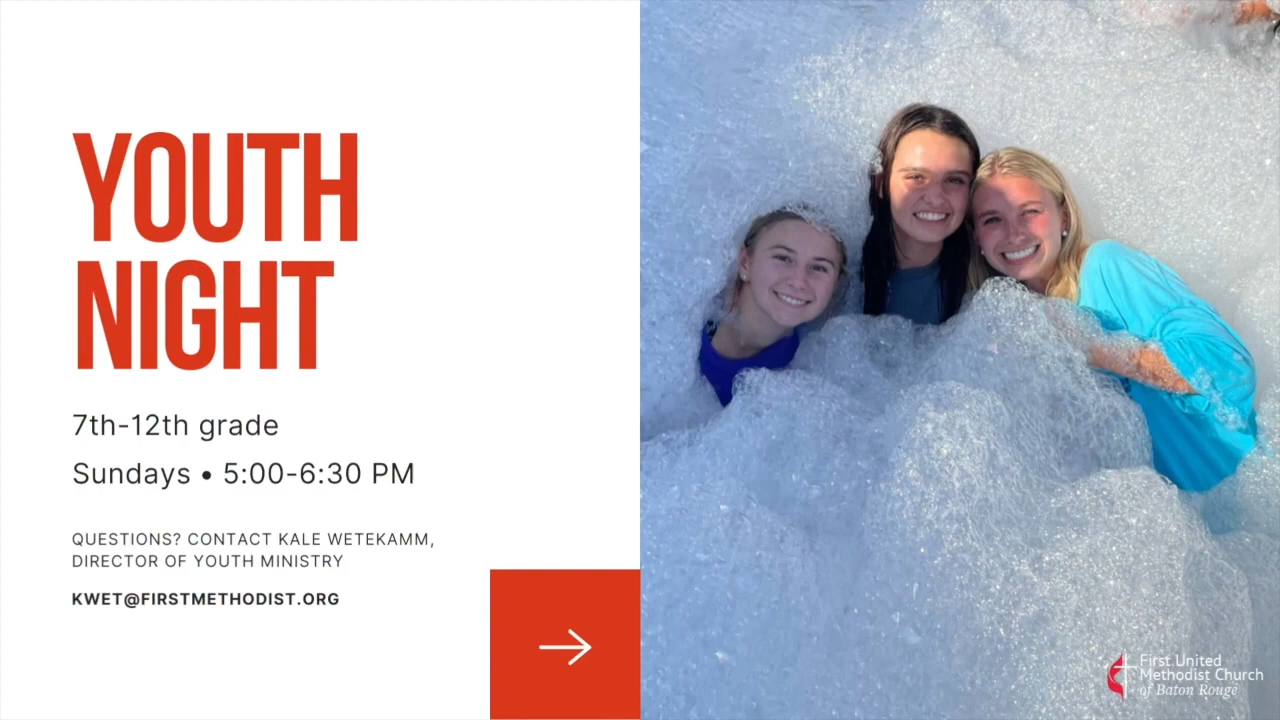 YOUTH
NIGHT
7th-12th grade
Sundays • 5:00-6:30 PM
QUESTIONS? CONTACT KALE WETEKAMM,
DIRECTOR OF YOUTH MINISTRY
KWET@FIRSTMETHODIST.ORG
First United
Methodist Church
of Baton Rouge